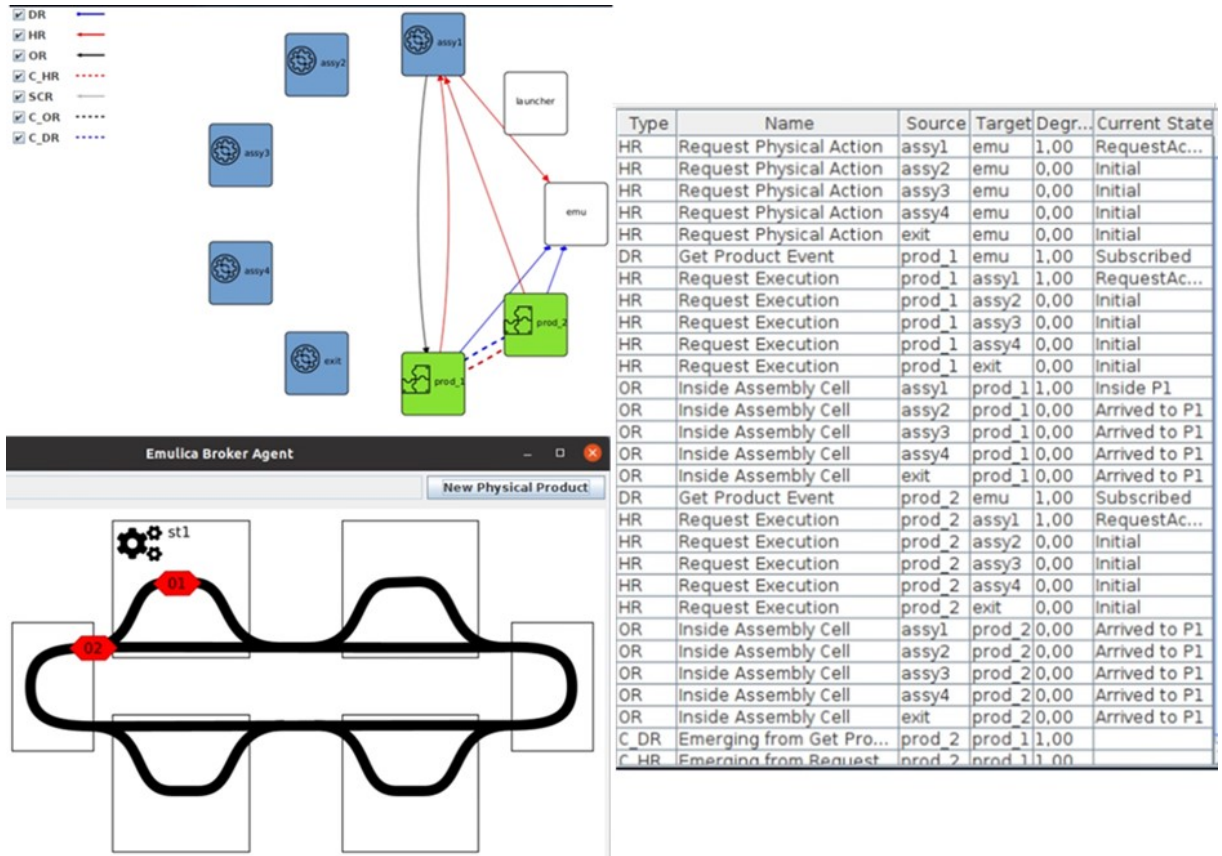 DR
HR
OR
C_HR
SCR
C_OR
C_DR
assy1
assy2
launcher
assy3
emu
assy4
prod_2
exit
prod_1
Emulica Broker Agent
New Physical Product
st1
01
02
Type Name Source Target Degr... Current State
HR Request Physical Action assy1 emu 1,00 RequestAc...
HR Request Physical Action assy2 emu 0,00 Initial
HR Request Physical Action assy3 emu 0,00 Initial
HR Request Physical Action assy4 emu 0,00 Initial
HR Request Physical Action exit emu 0,00 Initial
DR Get Product Event prod_1 emu 1,00 Subscribed
HR Request Execution prod_1 assy1 1,00 RequestAc...
HR Request Execution prod_1 assy2 0,00 Initial
HR Request Execution prod_1 assy3 0,00 Initial
HR Request Execution prod_1 assy4 0,00 Initial
HR Request Execution prod_1 exit 0,00 Initial
OR Inside Assembly Cell assy1 prod_1 1,00 Inside P1
OR Inside Assembly Cell assy2 prod_1 0,00 Arrived to P1
OR Inside Assembly Cell assy3 prod_1 0,00 Arrived to P1
OR Inside Assembly Cell assy4 prod_1 0,00 Arrived to P1
OR Inside Assembly Cell exit prod_1 0,00 Arrived to P1
DR Get Product Event prod_2 emu 1,00 Subscribed
HR Request Execution prod_2 assy1 1,00 RequestAc...
HR Request Execution prod_2 assy2 0,00 Initial
HR Request Execution prod_2 assy3 0,00 Initial
HR Request Execution prod_2 assy4 0,00 Initial
HR Request Execution prod_2 exit 0,00 Initial
OR Inside Assembly Cell assy1 prod_2 0,00 Arrived to P1
OR Inside Assembly Cell assy2 prod_2 0,00 Arrived to P1
OR Inside Assembly Cell assy3 prod_2 0,00 Arrived to P1
OR Inside Assembly Cell assy4 prod_2 0,00 Arrived to P1
OR Inside Assembly Cell exit prod_2 0,00 Arrived to P1
C_DR Emerging from Get Pro... prod_2 prod_1 1,00
C_HR Emerging from Request prod_2 prod_1 1,00